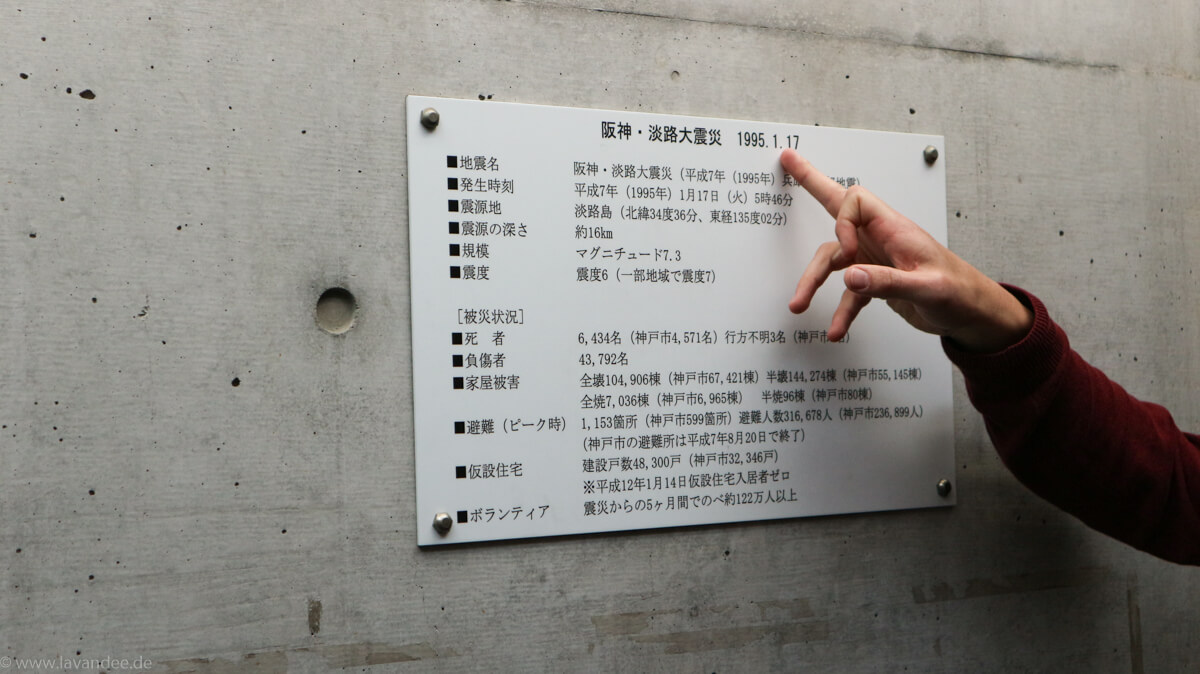 阪神・淡路大震災 1995.1.17
■地震名 阪神・淡路大震災（平成7年（1995年）兵庫 地震）
■発生時刻 平成7年（1995年）1月17日（火）5時46分
■震源地 淡路島（北緯34度36分、東経135度02分）
■震源の深さ 約16km
■規模 マグニチュード7.3
■震度 震度6（一部地域で震度7）
［被災状況］
■死 者 6,434名（神戸市4,571名）行方不明3名（神戸市 名）
■負傷者 43,792名
■家屋被害 全壊104,906棟（神戸市67,421棟）半壊144,274棟（神戸市55,145棟）
全焼7,036棟（神戸市6,965棟） 半焼96棟（神戸市80棟）
■避難（ピーク時） 1,153箇所（神戸市599箇所）避難人数316,678人（神戸市236,899人）
（神戸市の避難所は平成7年8月20日で終了）
■仮設住宅 建設戸数48,300戸（神戸市32,346戸）
※平成12年1月14日仮設住宅入居者ゼロ
■ボランティア 震災からの5ヶ月間でのべ約122万人以上
© www.lavandee.de